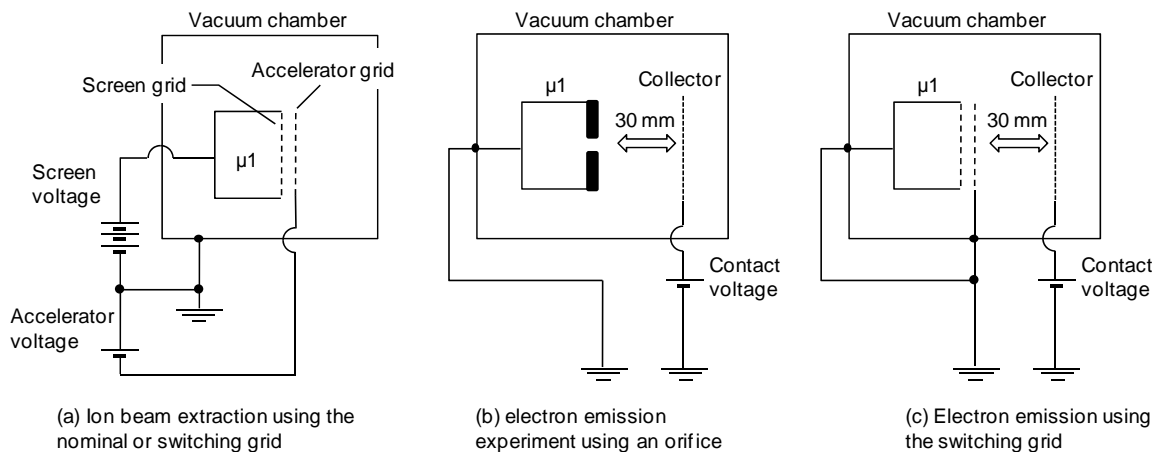 Vacuum chamber
Accelerator grid
Screen grid
µ1
Screen
voltage
Accelerator
voltage
(a) Ion beam extraction using the
nominal or switching grid
Vacuum chamber
µ1
Collector
30 mm
Contact
voltage
(b) electron emission
experiment using an orifice
Vacuum chamber
µ1
Collector
30 mm
Contact
voltage
(c) Electron emission using
the switching grid